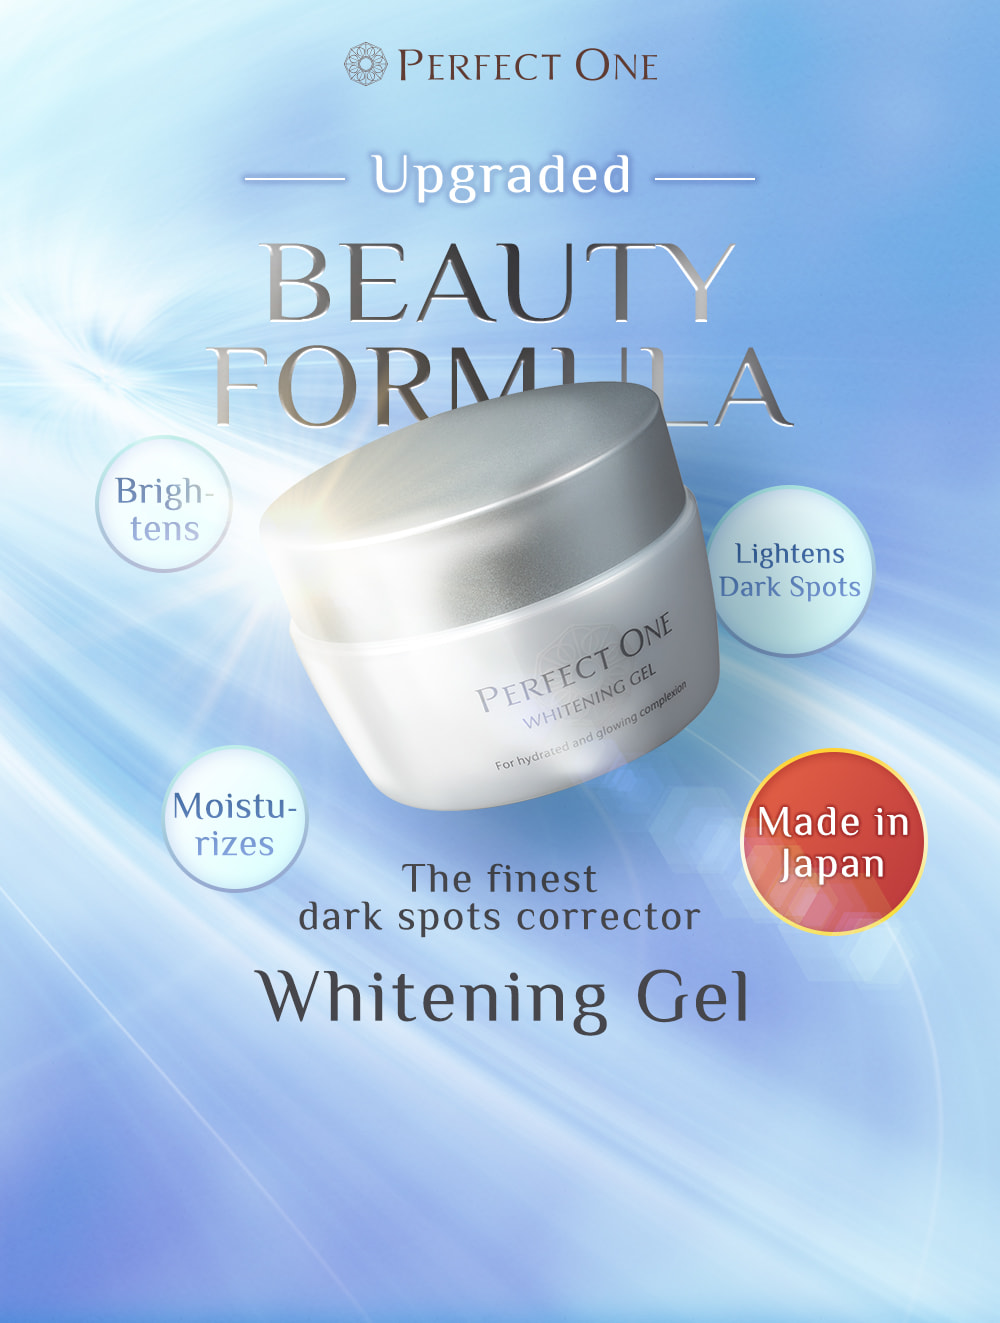 PERFECT ONE
Upgraded
BEAUTY
FORMULA
Brigh-
tens
Lightens
Dark Spots
PERFECT ONE
WHITENING GEL
For hydrated and glowing complexion
Moistu-
rizes
Made in
Japan
The finest
dark spots corrector
Whitening Gel